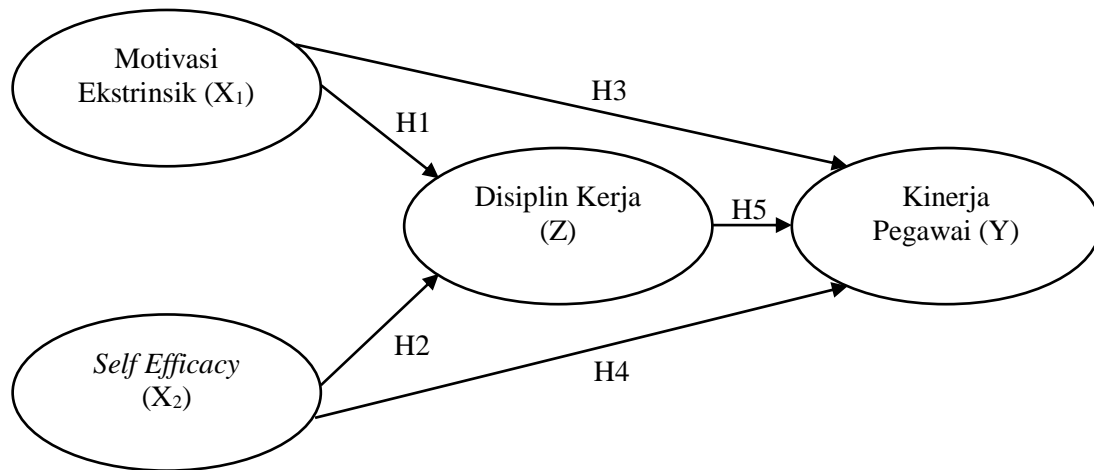 Motivasi
Ekstrinsik (X₁)
H3
H1
Disiplin Kerja
(Z)
H5
Kinerja
Pegawai (Y)
H2
Self Efficacy
(X₂)
H4